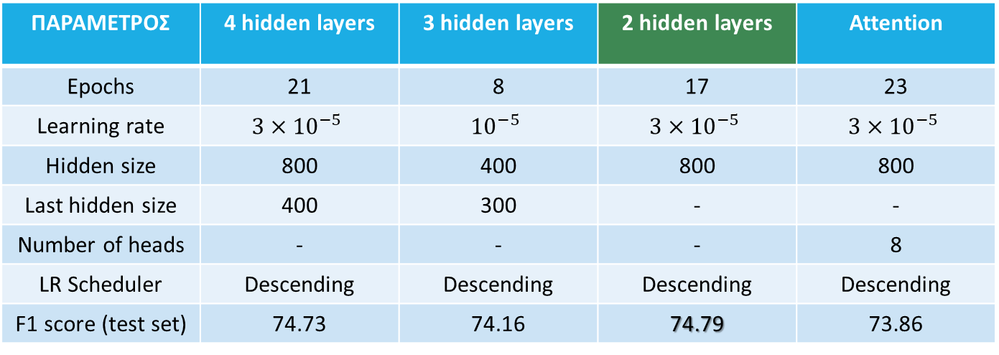 ΠΑΡΑΜΕΤΡΟΣ 4 hidden layers 3 hidden layers 2 hidden layers Attention
Epochs 21 8 17 23
Learning rate 3 × 10⁻⁵ 10⁻⁵ 3 × 10⁻⁵ 3 × 10⁻⁵
Hidden size 800 400 800 800
Last hidden size 400 300 - -
Number of heads - - - 8
LR Scheduler Descending Descending Descending Descending
F1 score (test set) 74.73 74.16 74.79 73.86